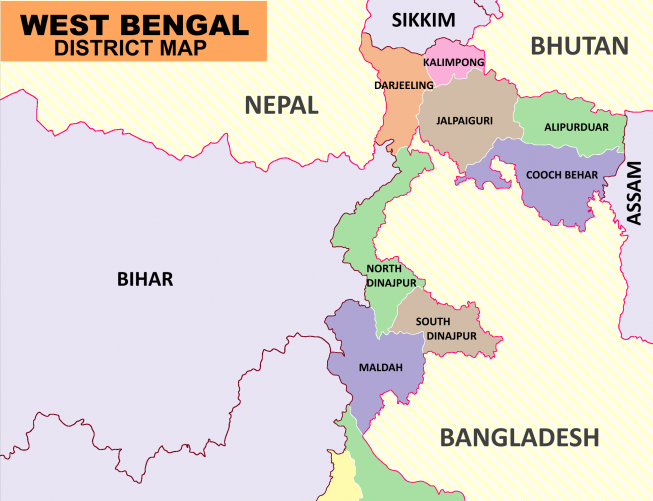 WEST BENGAL
DISTRICT MAP
SIKKIM
BHUTAN
KALIMPONG
DARJEELING
NEPAL
JALPAIGURI
ALIPURDUAR
COOCH BEHAR
ASSAM
BIHAR
NORTH
DINAJPUR
SOUTH
DINAJPUR
MALDAH
BANGLADESH